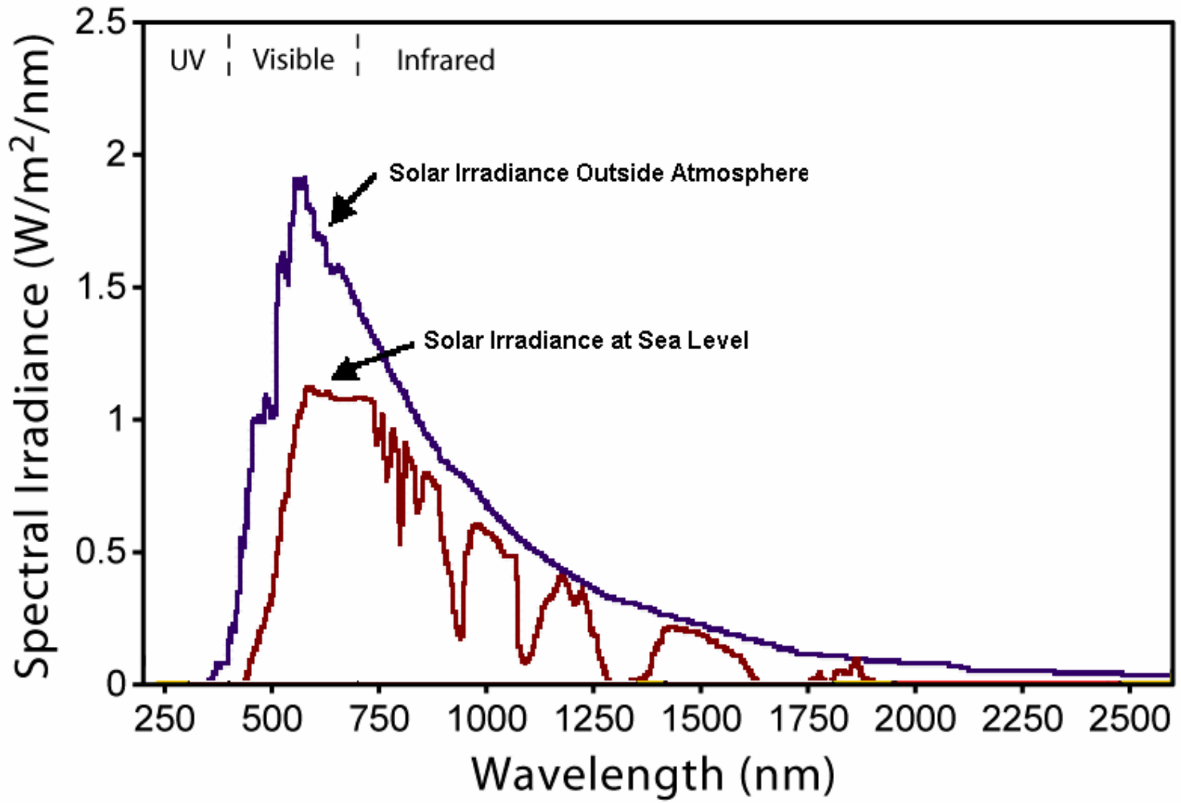 2.5
UV ¦ Visible ¦ Infrared
2
Solar Irradiance Outside Atmosphere
1.5
Solar Irradiance at Sea Level
1
0.5
0
250 500 750 1000 1250 1500 1750 2000 2250 2500
Wavelength (nm)
Spectral Irradiance (W/m²/nm)